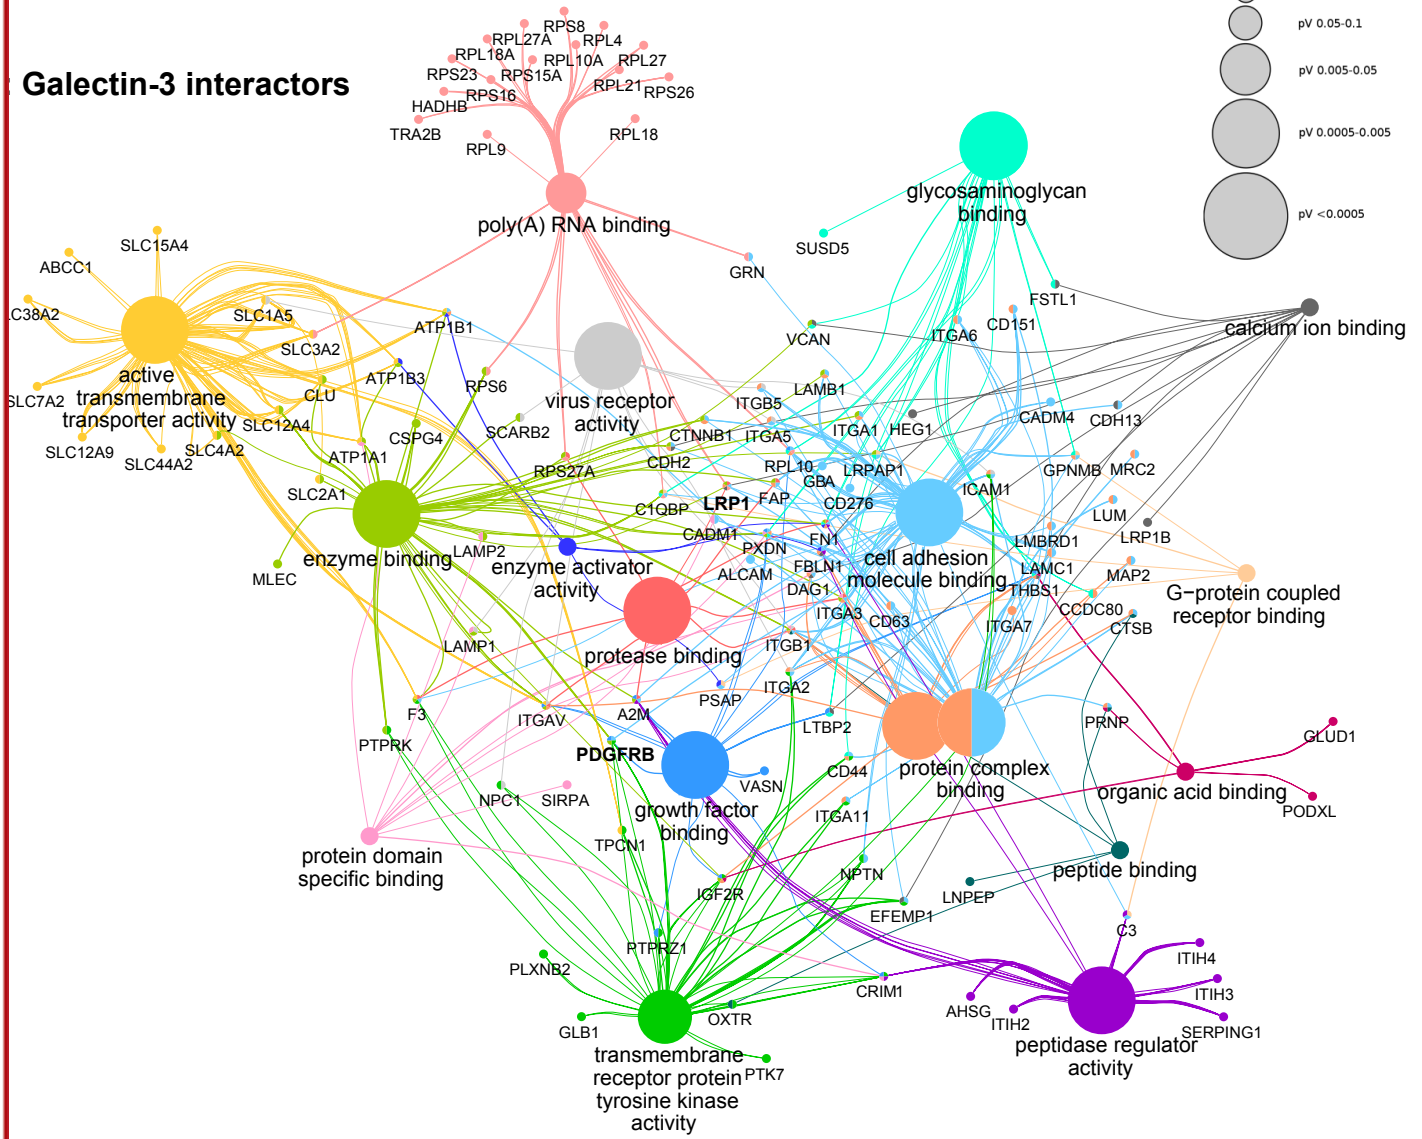 pV 0.05-0.1
pV 0.005-0.05
pV 0.0005-0.005
pV <0.0005
: Galectin-3 interactors
RPS8
RPL27A
RPL4
RPL18A
RPL10A
RPL27
RPS23
RPS15A
RPL21
RPS26
RPS16
HADHB
TRA2B
RPL9
RPL18
poly(A) RNA binding
glycosaminoglycan
binding
SUSD5
GRN
FSTL1
calcium ion binding
SLC15A4
ABCC1
LC38A2
SLC1A5
SLC3A2
ATP1B1
ATP1B3
active
transmembrane
transporter activity
SLC7A2
CLU
SLC12A4
SLC12A9
SLC44A2
SLC4A2
CSPG4
ATP1A1
SLC2A1
RPS6
SCARB2
RPS27A
virus receptor
activity
VCAN
ITGA6
CD151
LAMB1
ITGB5
CTNNB1
ITGA5
ITGA1
HEG1
CADM4
CDH13
CDH2
RPL10
GBA
LRPAP1
GPNMB
MRC2
C1QBP
LRP1
FAP
CD276
ICAM1
LUM
LRP1B
CADM1
PXDN
FN1
LMBRD1
enzyme binding
LAMP2
enzyme activator
activity
ALCAM
FBLN1
cell adhesion
molecule binding
LAMC1
MAP2
MLEC
DAG1
THBS1
CCDC80
G−protein coupled
receptor binding
ITGA3
CD63
ITGA7
CTSB
LAMP1
protease binding
ITGB1
PSAP
ITGA2
F3
ITGAV
A2M
LTBP2
PRNP
GLUD1
PTPRK
PDGFRB
VASN
CD44
protein complex
binding
organic acid binding
PODXL
NPC1
SIRPA
growth factor
binding
ITGA11
TPCN1
protein domain
specific binding
IGF2R
NPTN
LNPEP
peptide binding
EFEMP1
C3
PTPRZ1
PLXNB2
CRIM1
ITIH4
ITIH3
AHSG
ITIH2
SERPING1
GLB1
OXTR
peptidase regulator
activity
transmembrane
receptor protein
tyrosine kinase
activity
PTK7